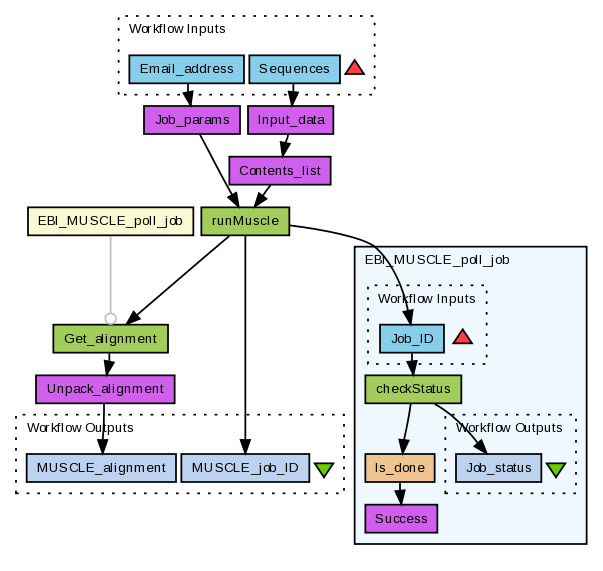 Workflow Inputs
Email_address
Sequences
Job_params
Input_data
Contents_list
EBI_MUSCLE_poll_job
runMuscle
EBI_MUSCLE_poll_job
Workflow Inputs
Job_ID
Get_alignment
checkStatus
Unpack_alignment
Workflow Outputs
MUSCLE_alignment
MUSCLE_job_ID
Workflow Outputs
Is_done
Job_status
Success